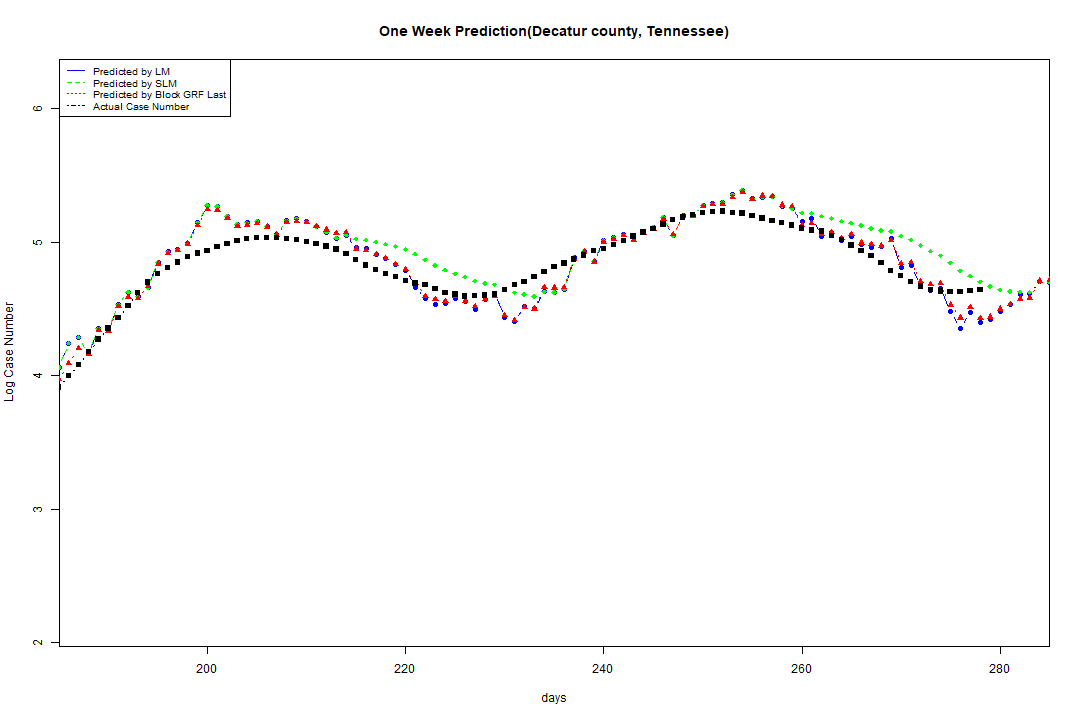 One Week Prediction(Decatur county, Tennessee)
Predicted by LM
Predicted by SLM
Predicted by Block GRF Last
Actual Case Number
6
5
4
3
2
Log Case Number
200
220
240
260
280
days